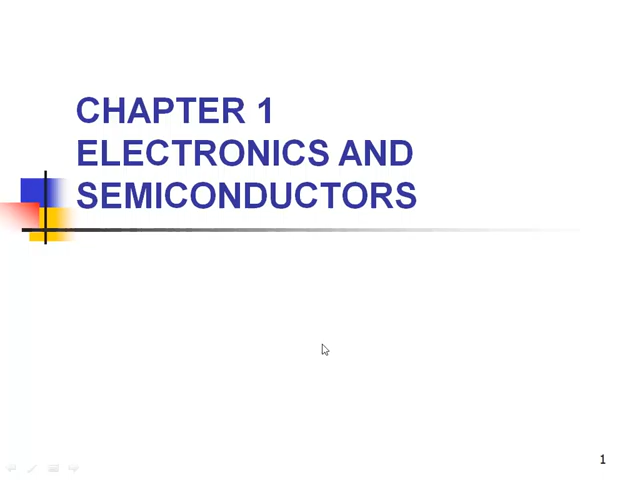 CHAPTER 1
ELECTRONICS AND
SEMICONDUCTORS
1